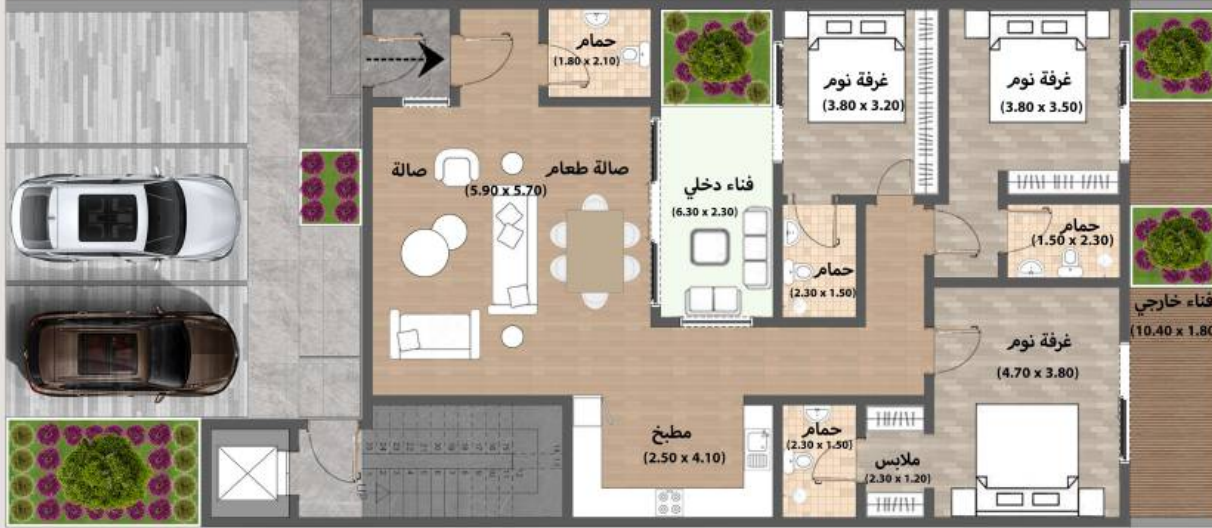 حمام
(1.80 x 2.10)
غرفة نوم
(3.80 x 3.20)
غرفة نوم
(3.80 x 3.50)
صالة طعام
صالة
(5.90 x 5.70)
فناء دخلي
(6.30 x 2.30)
حمام
(1.50 x 2.30)
حمام
(2.30 x 1.50)
فناء خارجي
(10.40 x 1.80
غرفة نوم
(4.70 x 3.80)
مطبخ
(2.50 x 4.10)
حمام
(2.30 x 1.50)
ملابس
(2.30 x 1.20)
UP